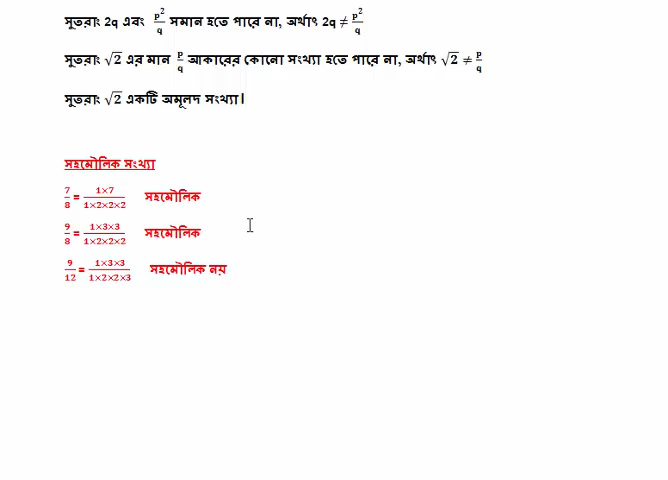 সুতরাং 2q এবং p²/q সমান হতে পারে না, অর্থাৎ 2q ≠ p²/q
সুতরাং √2 এর মান p/q আকারের কোনো সংখ্যা হতে পারে না, অর্থাৎ √2 ≠ p/q
সুতরাং √2 একটি অমূলদ সংখ্যা।
সহমৌলিক সংখ্যা
7/8 = 1×7/1×2×2×2 সহমৌলিক
9/8 = 1×3×3/1×2×2×2 সহমৌলিক
9/12 = 1×3×3/1×2×2×3 সহমৌলিক নয়